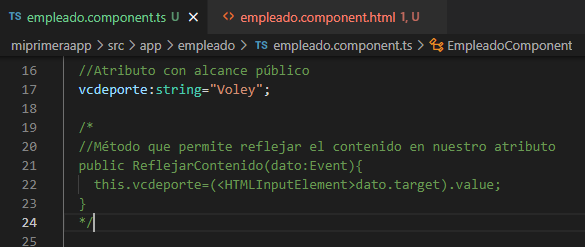 TS empleado.component.ts U ×
<> empleado.component.html 1, U
miprimeraapp > src > app > empleado > TS empleado.component.ts > EmpleadoComponent
16 //Atributo con alcance público
17 vcdeporte:string="Voley";
18
19 /*
20 //Método que permite reflejar el contenido en nuestro atributo
21 public ReflejarContenido(dato:Event){
22 this.vcdeporte=(<HTMLInputElement>dato.target).value;
23 }
24 */
25